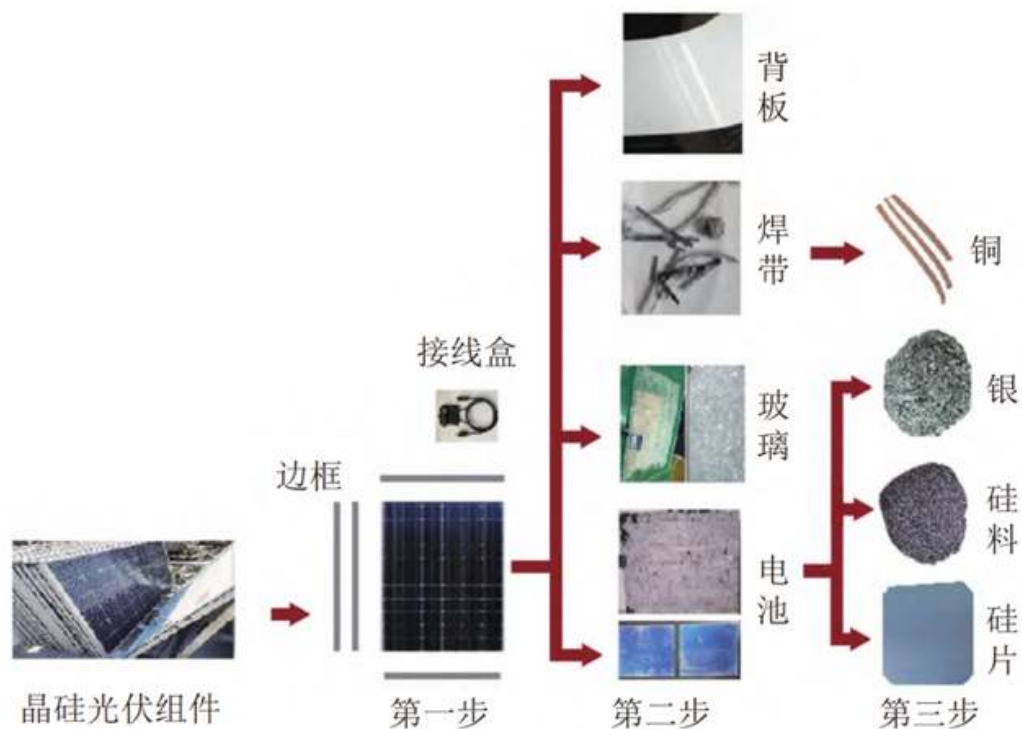 背板
焊带
铜
接线盒
玻璃
银
边框
硅料
电池
硅片
晶硅光伏组件
第一步
第二步
第三步